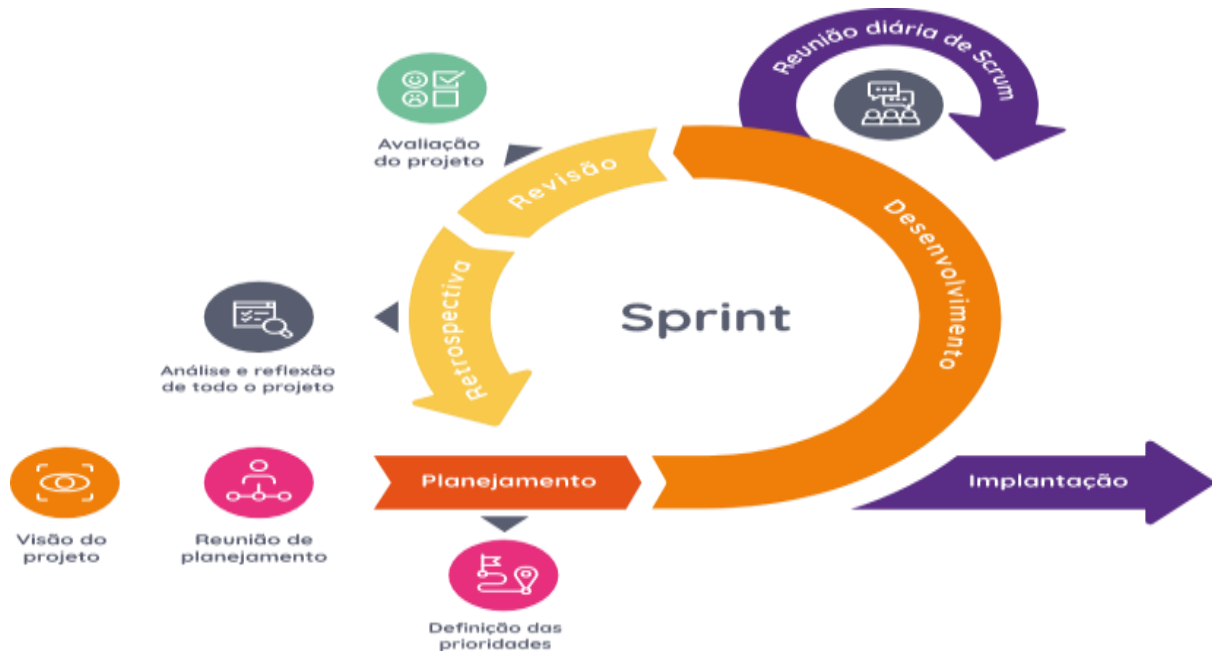 Reunião diária de Scrum
Avaliação
do projeto
Revisão
Desenvolvimento
Retrospectiva
Sprint
Análise e reflexão
de todo o projeto
Planejamento
Implantação
Visão do
projeto
Reunião de
planejamento
Definição das
prioridades